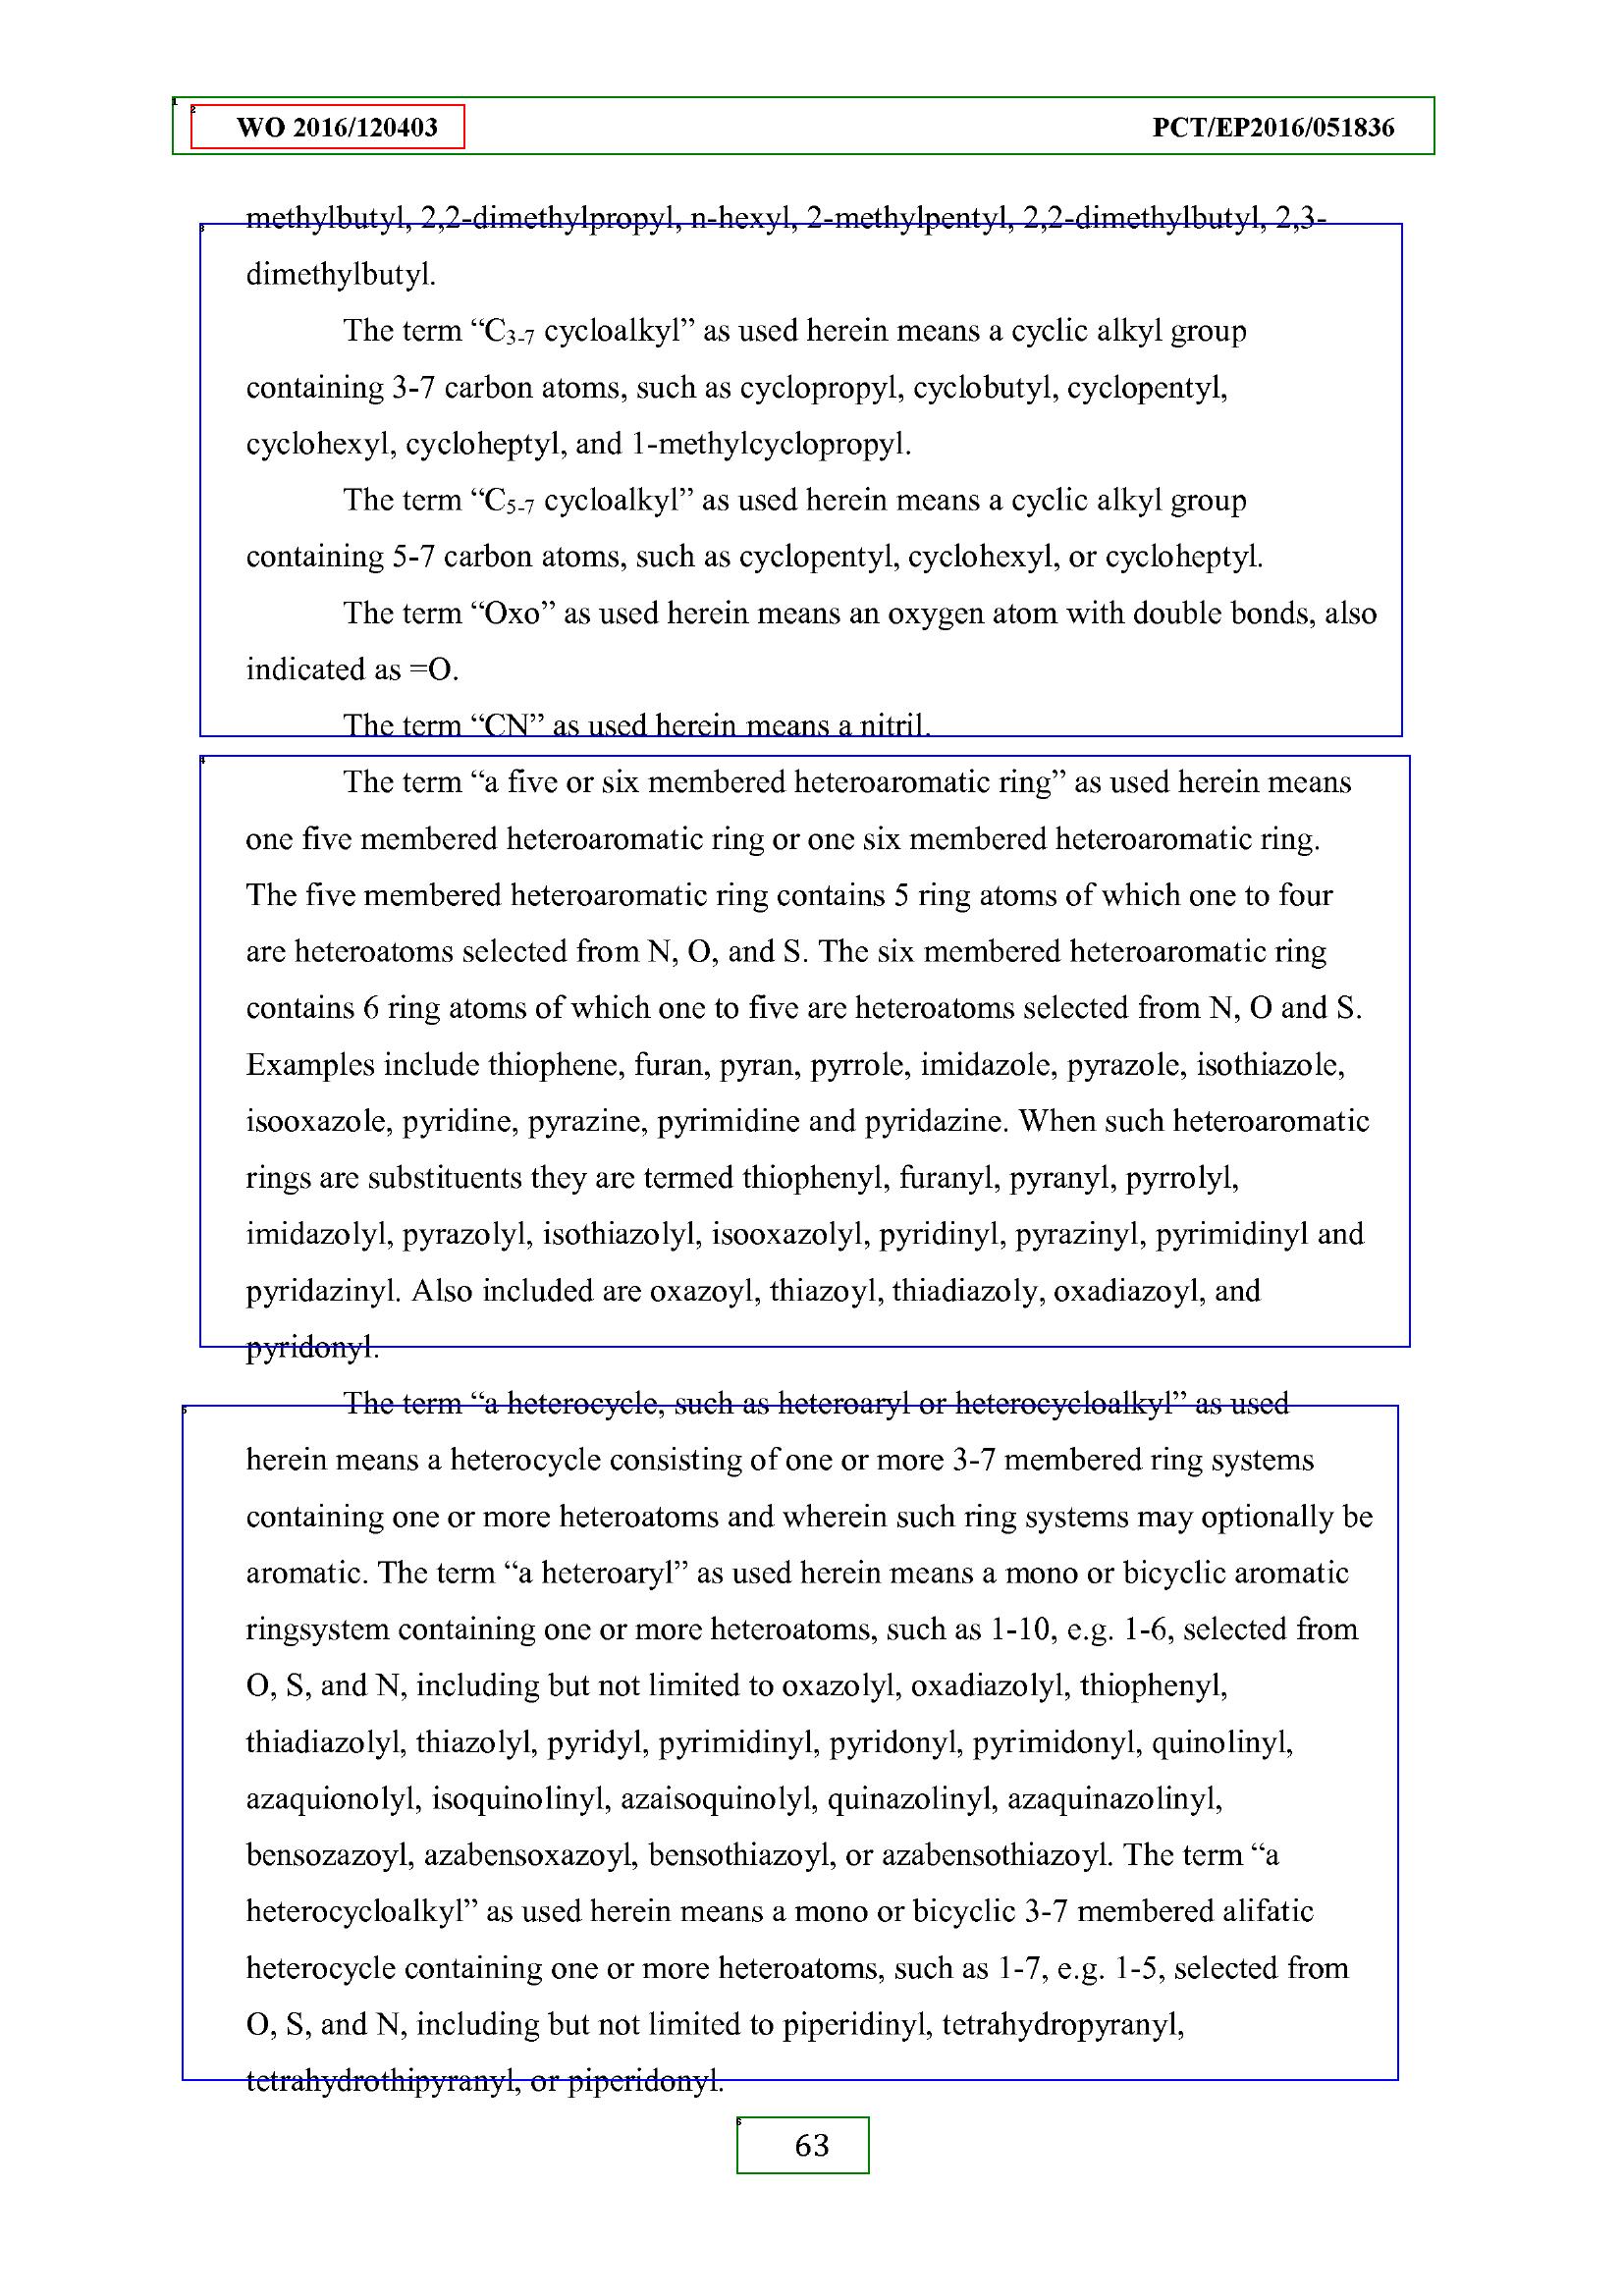 WO 2016/120403 PCT/EP2016/051836
methylbutyl, 2,2-dimethylpropyl, n-hexyl, 2-methylpentyl, 2,2-dimethylbutyl, 2,3-
dimethylbutyl.
The term “C3-7 cycloalkyl” as used herein means a cyclic alkyl group
containing 3-7 carbon atoms, such as cyclopropyl, cyclobutyl, cyclopentyl,
cyclohexyl, cycloheptyl, and 1-methylcyclopropyl.
The term “C5-7 cycloalkyl” as used herein means a cyclic alkyl group
containing 5-7 carbon atoms, such as cyclopentyl, cyclohexyl, or cycloheptyl.
The term “Oxo” as used herein means an oxygen atom with double bonds, also
indicated as =O.
The term “CN” as used herein means a nitril.
The term “a five or six membered heteroaromatic ring” as used herein means
one five membered heteroaromatic ring or one six membered heteroaromatic ring.
The five membered heteroaromatic ring contains 5 ring atoms of which one to four
are heteroatoms selected from N, O, and S. The six membered heteroaromatic ring
contains 6 ring atoms of which one to five are heteroatoms selected from N, O and S.
Examples include thiophene, furan, pyran, pyrrole, imidazole, pyrazole, isothiazole,
isooxazole, pyridine, pyrazine, pyrimidine and pyridazine. When such heteroaromatic
rings are substituents they are termed thiophenyl, furanyl, pyranyl, pyrrolyl,
imidazolyl, pyrazolyl, isothiazolyl, isooxazolyl, pyridinyl, pyrazinyl, pyrimidinyl and
pyridazinyl. Also included are oxazoyl, thiazoyl, thiadiazoly, oxadiazoyl, and
pyridonyl.
The term “a heterocycle, such as heteroaryl or heterocycloalkyl” as used
herein means a heterocycle consisting of one or more 3-7 membered ring systems
containing one or more heteroatoms and wherein such ring systems may optionally be
aromatic. The term “a heteroaryl” as used herein means a mono or bicyclic aromatic
ringsystem containing one or more heteroatoms, such as 1-10, e.g. 1-6, selected from
O, S, and N, including but not limited to oxazolyl, oxadiazolyl, thiophenyl,
thiadiazolyl, thiazolyl, pyridyl, pyrimidinyl, pyridonyl, pyrimidonyl, quinolinyl,
azaquionolyl, isoquinolinyl, azaisoquinolyl, quinazolinyl, azaquinazolinyl,
bensozazoyl, azabensoxazoyl, bensothiazoyl, or azabensothiazoyl. The term “a
heterocycloalkyl” as used herein means a mono or bicyclic 3-7 membered alifatic
heterocycle containing one or more heteroatoms, such as 1-7, e.g. 1-5, selected from
O, S, and N, including but not limited to piperidinyl, tetrahydropyranyl,
tetrahydrothipyranyl, or piperidonyl.
63